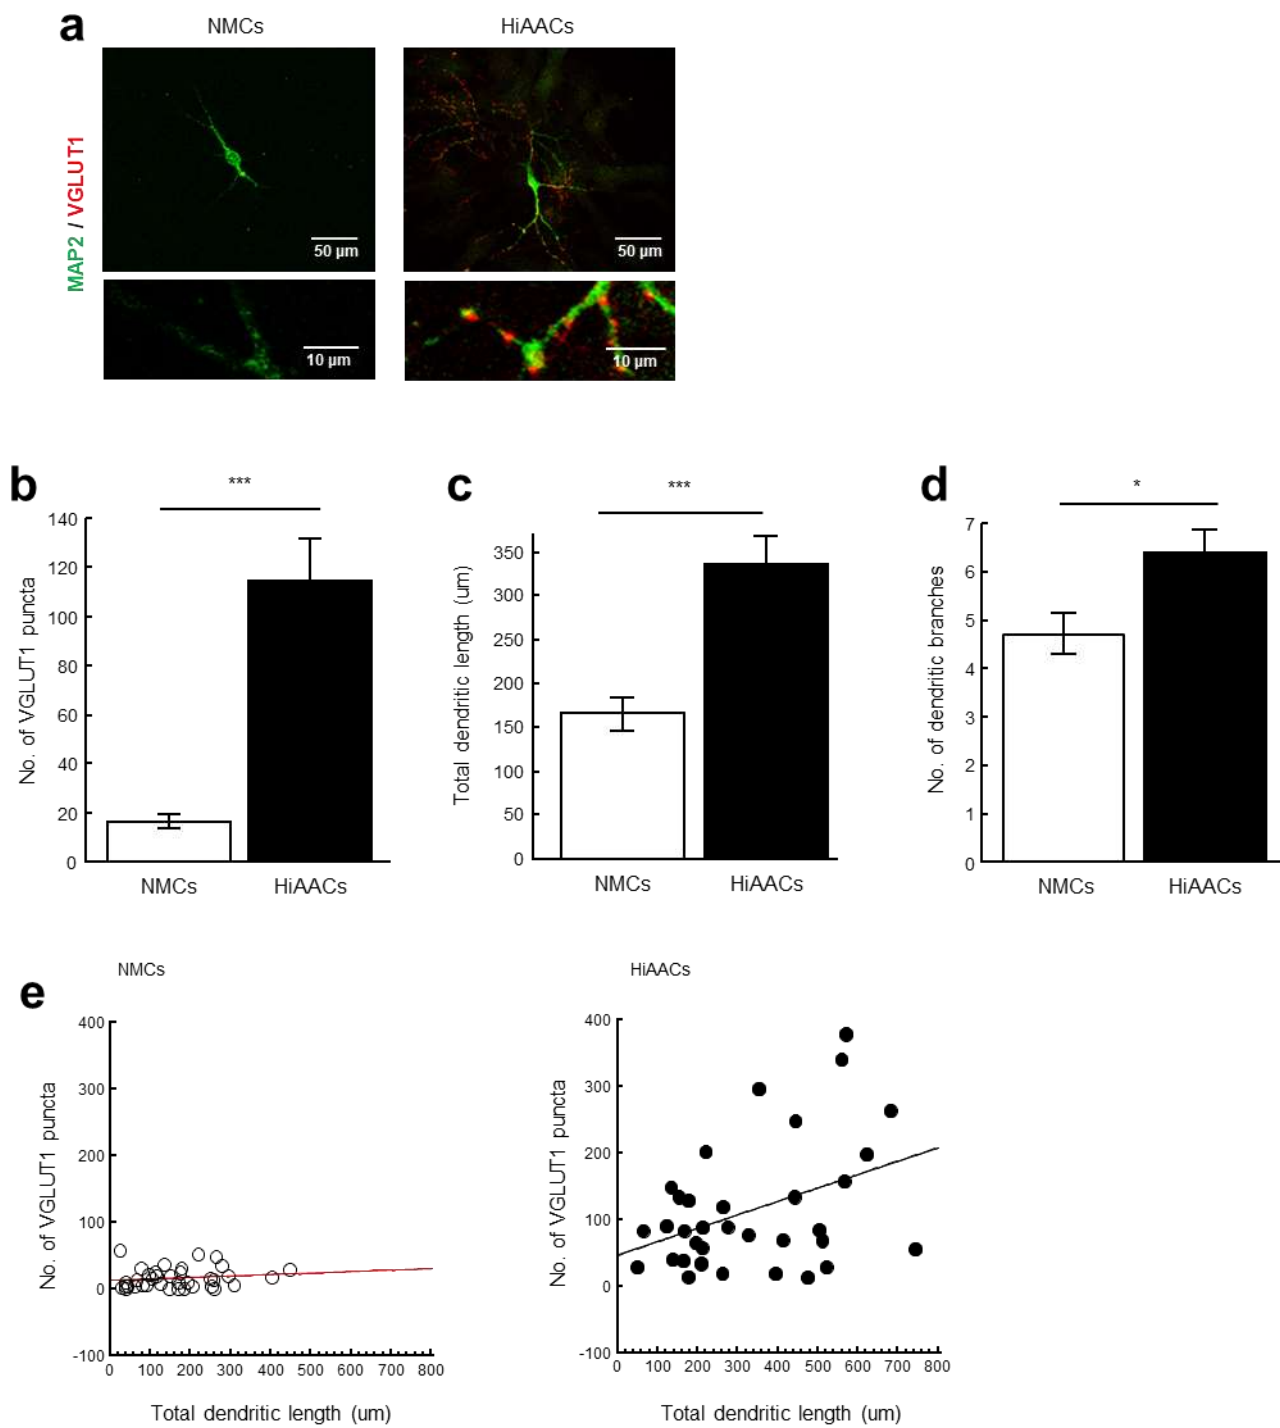 a
NMCs
HiAACs
MAP2 / VGLUT1
50 µm
50 µm
10 µm
10 µm
b
***
No. of VGLUT1 puncta
140
120
100
80
60
40
20
0
NMCs
HiAACs
c
***
Total dendritic length (um)
350
300
250
200
150
100
50
0
NMCs
HiAACs
d
*
No. of dendritic branches
7
6
5
4
3
2
1
0
NMCs
HiAACs
e
NMCs
No. of VGLUT1 puncta
400
300
200
100
0
-100
0 100 200 300 400 500 600 700 800
Total dendritic length (um)
HiAACs
No. of VGLUT1 puncta
400
300
200
100
0
-100
0 100 200 300 400 500 600 700 800
Total dendritic length (um)